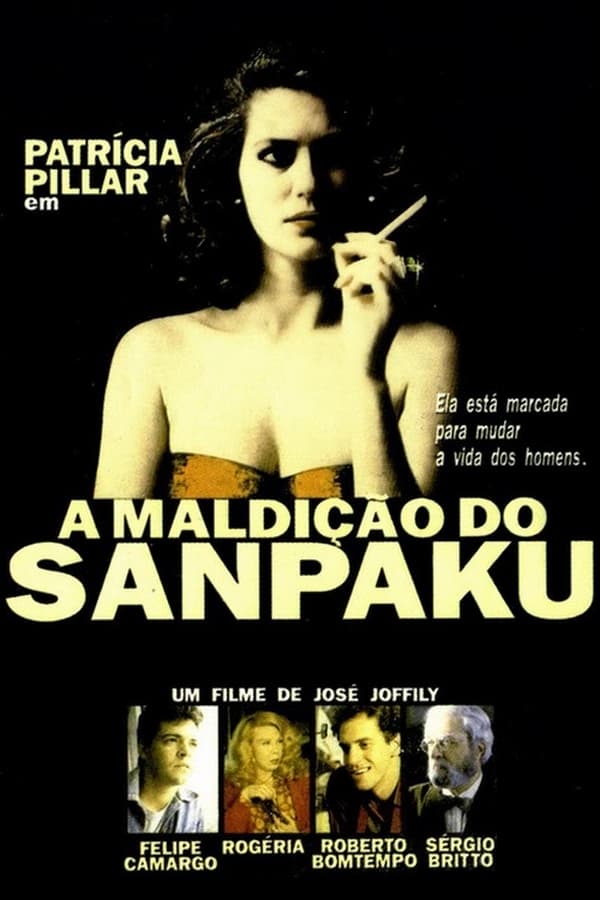 PATRÍCIA
PILLAR
em
Ela está marcada
para mudar
a vida dos homens.
A MALDIÇÃO DO
SANPAKU
UM FILME DE JOSÉ JOFFILY
FELIPE
CAMARGO
ROGÉRIA
ROBERTO
BOMTEMPO
SÉRGIO
BRITTO